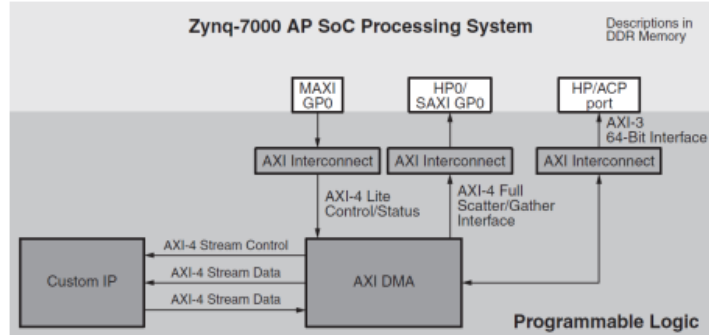 Zynq-7000 AP SoC Processing System
Descriptions in
DDR Memory
MAXI
GP0
HP0/
SAXI GP0
HP/ACP
port
AXI-3
64-Bit Interface
AXI Interconnect
AXI Interconnect
AXI Interconnect
AXI-4 Lite
Control/Status
AXI-4 Full
Scatter/Gather
Interface
AXI-4 Stream Control
Custom IP
AXI-4 Stream Data
AXI DMA
AXI-4 Stream Data
Programmable Logic